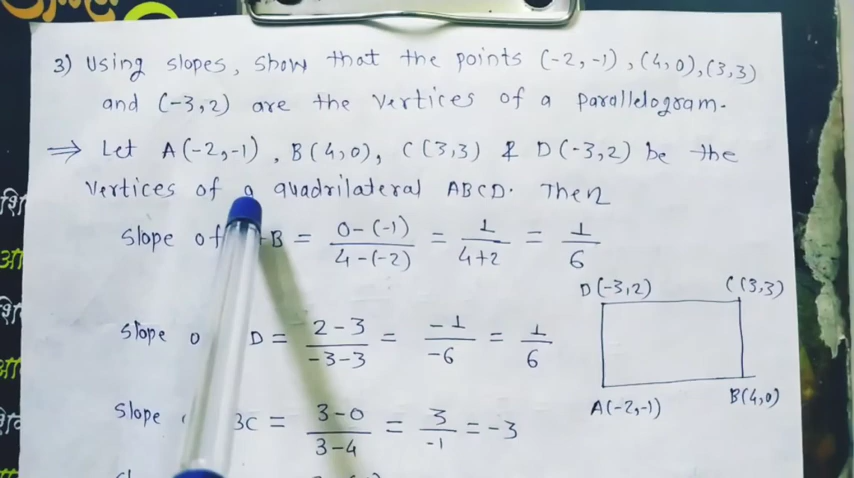 3) Using slopes, show that the points (-2,-1), (4,0), (3,3)
and (-3,2) are the vertices of a parallelogram.
⇒ Let A(-2,-1), B(4,0), C(3,3) & D(-3,2) be the
vertices of a quadrilateral ABCD. Then
slope of B = 0-(-1) / 4-(-2) = 1 / 4+2 = 1/6
D(-3,2) C(3,3)
slope D = 2-3 / -3-3 = -1 / -6 = 1/6
A(-2,-1) B(4,0)
slope BC = 3-0 / 3-4 = 3 / -1 = -3